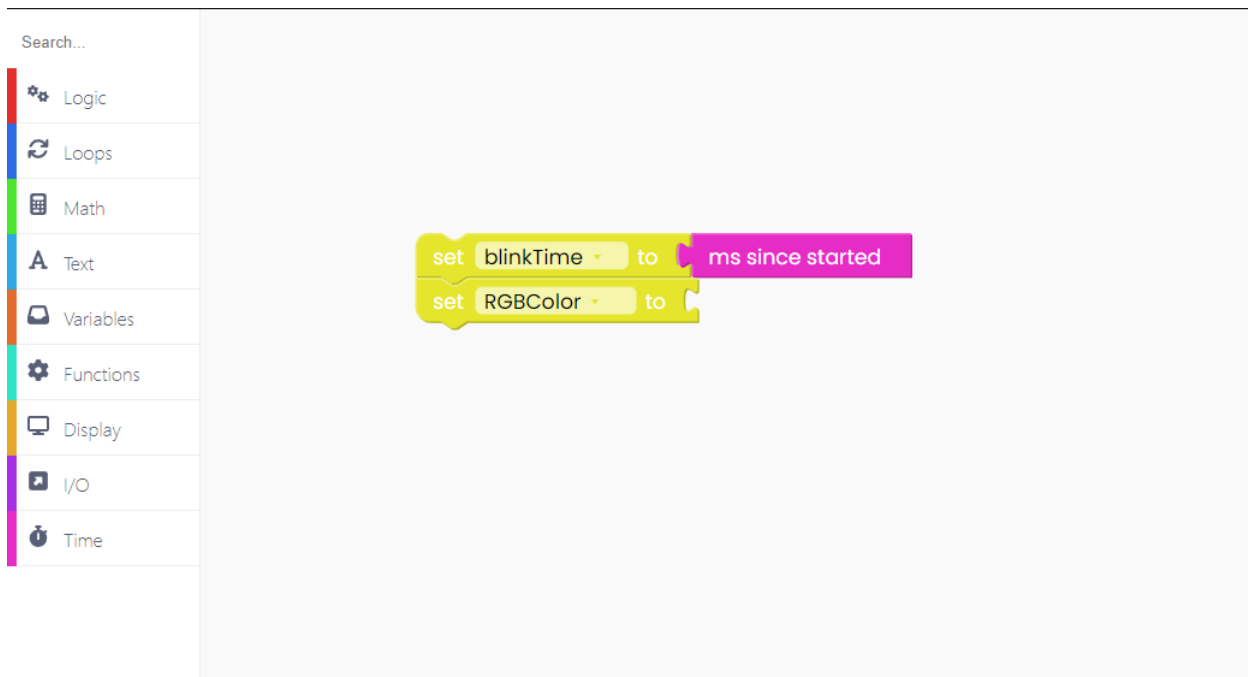 Search...
Logic
Loops
Math
Text
Variables
Functions
Display
I/O
Time
set blinkTime to ms since started
set RGBColor to